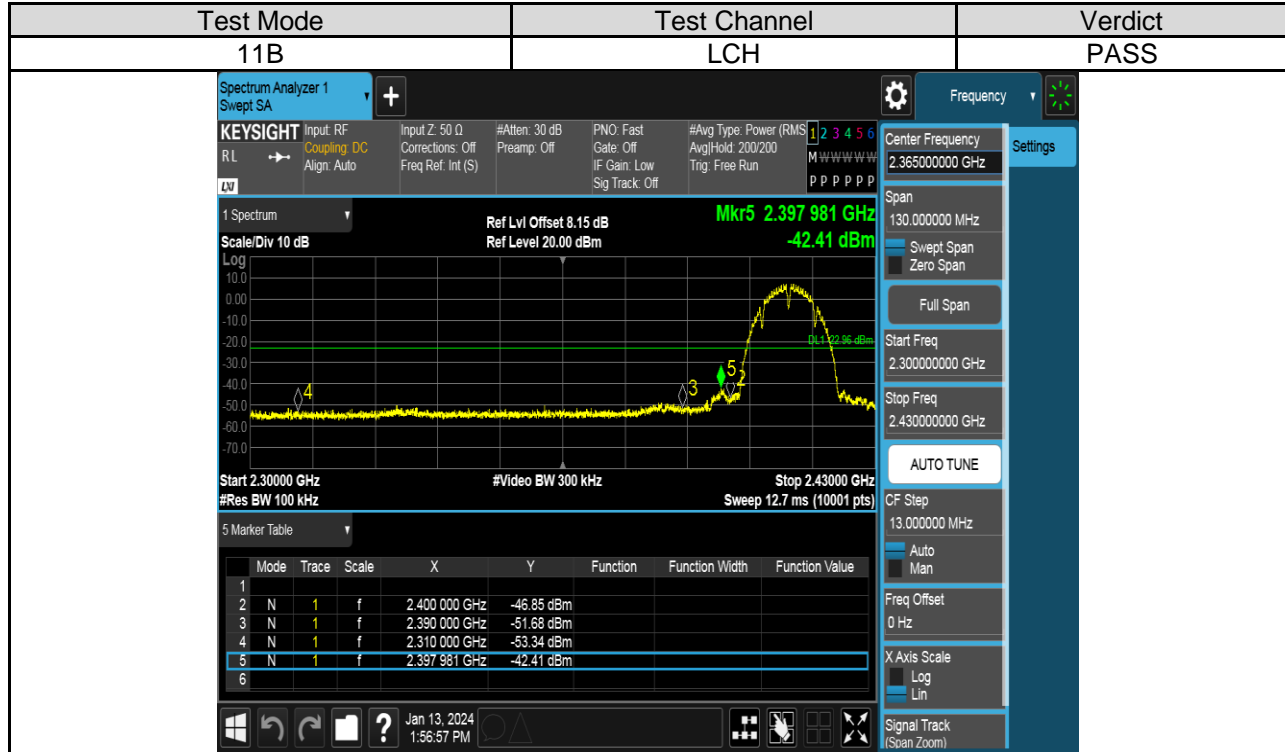 Test Mode Test Channel Verdict
11B LCH PASS
Spectrum Analyzer 1
Swept SA
+
Frequency
KEYSIGHT Input: RF Input Z: 50 Ω #Atten: 30 dB PNO: Fast #Avg Type: Power (RMS 1 2 3 4 5 6
RL Coupling: DC Corrections: Off Preamp: Off Gate: Off Avg|Hold: 200/200 M W W W W W
Align: Auto Freq Ref: Int (S) IF Gain: Low Trig: Free Run
LXI Sig Track: Off P P P P P P
Center Frequency
2.365000000 GHz
Settings
Span
130.000000 MHz
Swept Span
Zero Span
Full Span
Start Freq
2.300000000 GHz
Stop Freq
2.430000000 GHz
AUTO TUNE
CF Step
13.000000 MHz
Auto
Man
Freq Offset
0 Hz
X Axis Scale
Log
Lin
Signal Track
(Span Zoom)
1 Spectrum Ref Lvl Offset 8.15 dB Mkr5 2.397 981 GHz
Scale/Div 10 dB Ref Level 20.00 dBm -42.41 dBm
Log
10.0
0.00
-10.0
-20.0
DL1 -22.96 dBm
-30.0
-40.0
-50.0
-60.0
-70.0
4
3
5
2
Start 2.30000 GHz #Video BW 300 kHz Stop 2.43000 GHz
#Res BW 100 kHz Sweep 12.7 ms (10001 pts)
5 Marker Table
Mode Trace Scale X Y Function Function Width Function Value
1
2 N 1 f 2.400 000 GHz -46.85 dBm
3 N 1 f 2.390 000 GHz -51.68 dBm
4 N 1 f 2.310 000 GHz -53.34 dBm
5 N 1 f 2.397 981 GHz -42.41 dBm
6
? Jan 13, 2024
1:56:57 PM